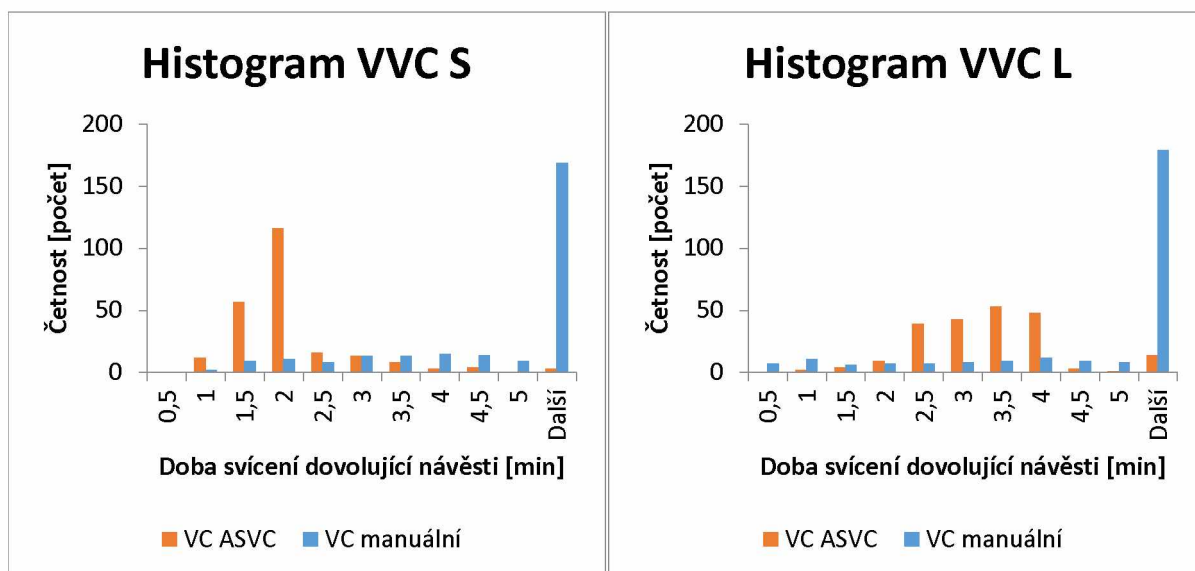 Histogram VVC S
200
150
100
50
0
Četnost [počet]
0,5 1 1,5 2 2,5 3 3,5 4 4,5 5 Další
Doba svícení dovolující návěsti [min]
VC ASVC VC manuální
Histogram VVC L
200
150
100
50
0
Četnost [počet]
0,5 1 1,5 2 2,5 3 3,5 4 4,5 5 Další
Doba svícení dovolující návěsti [min]
VC ASVC VC manuální